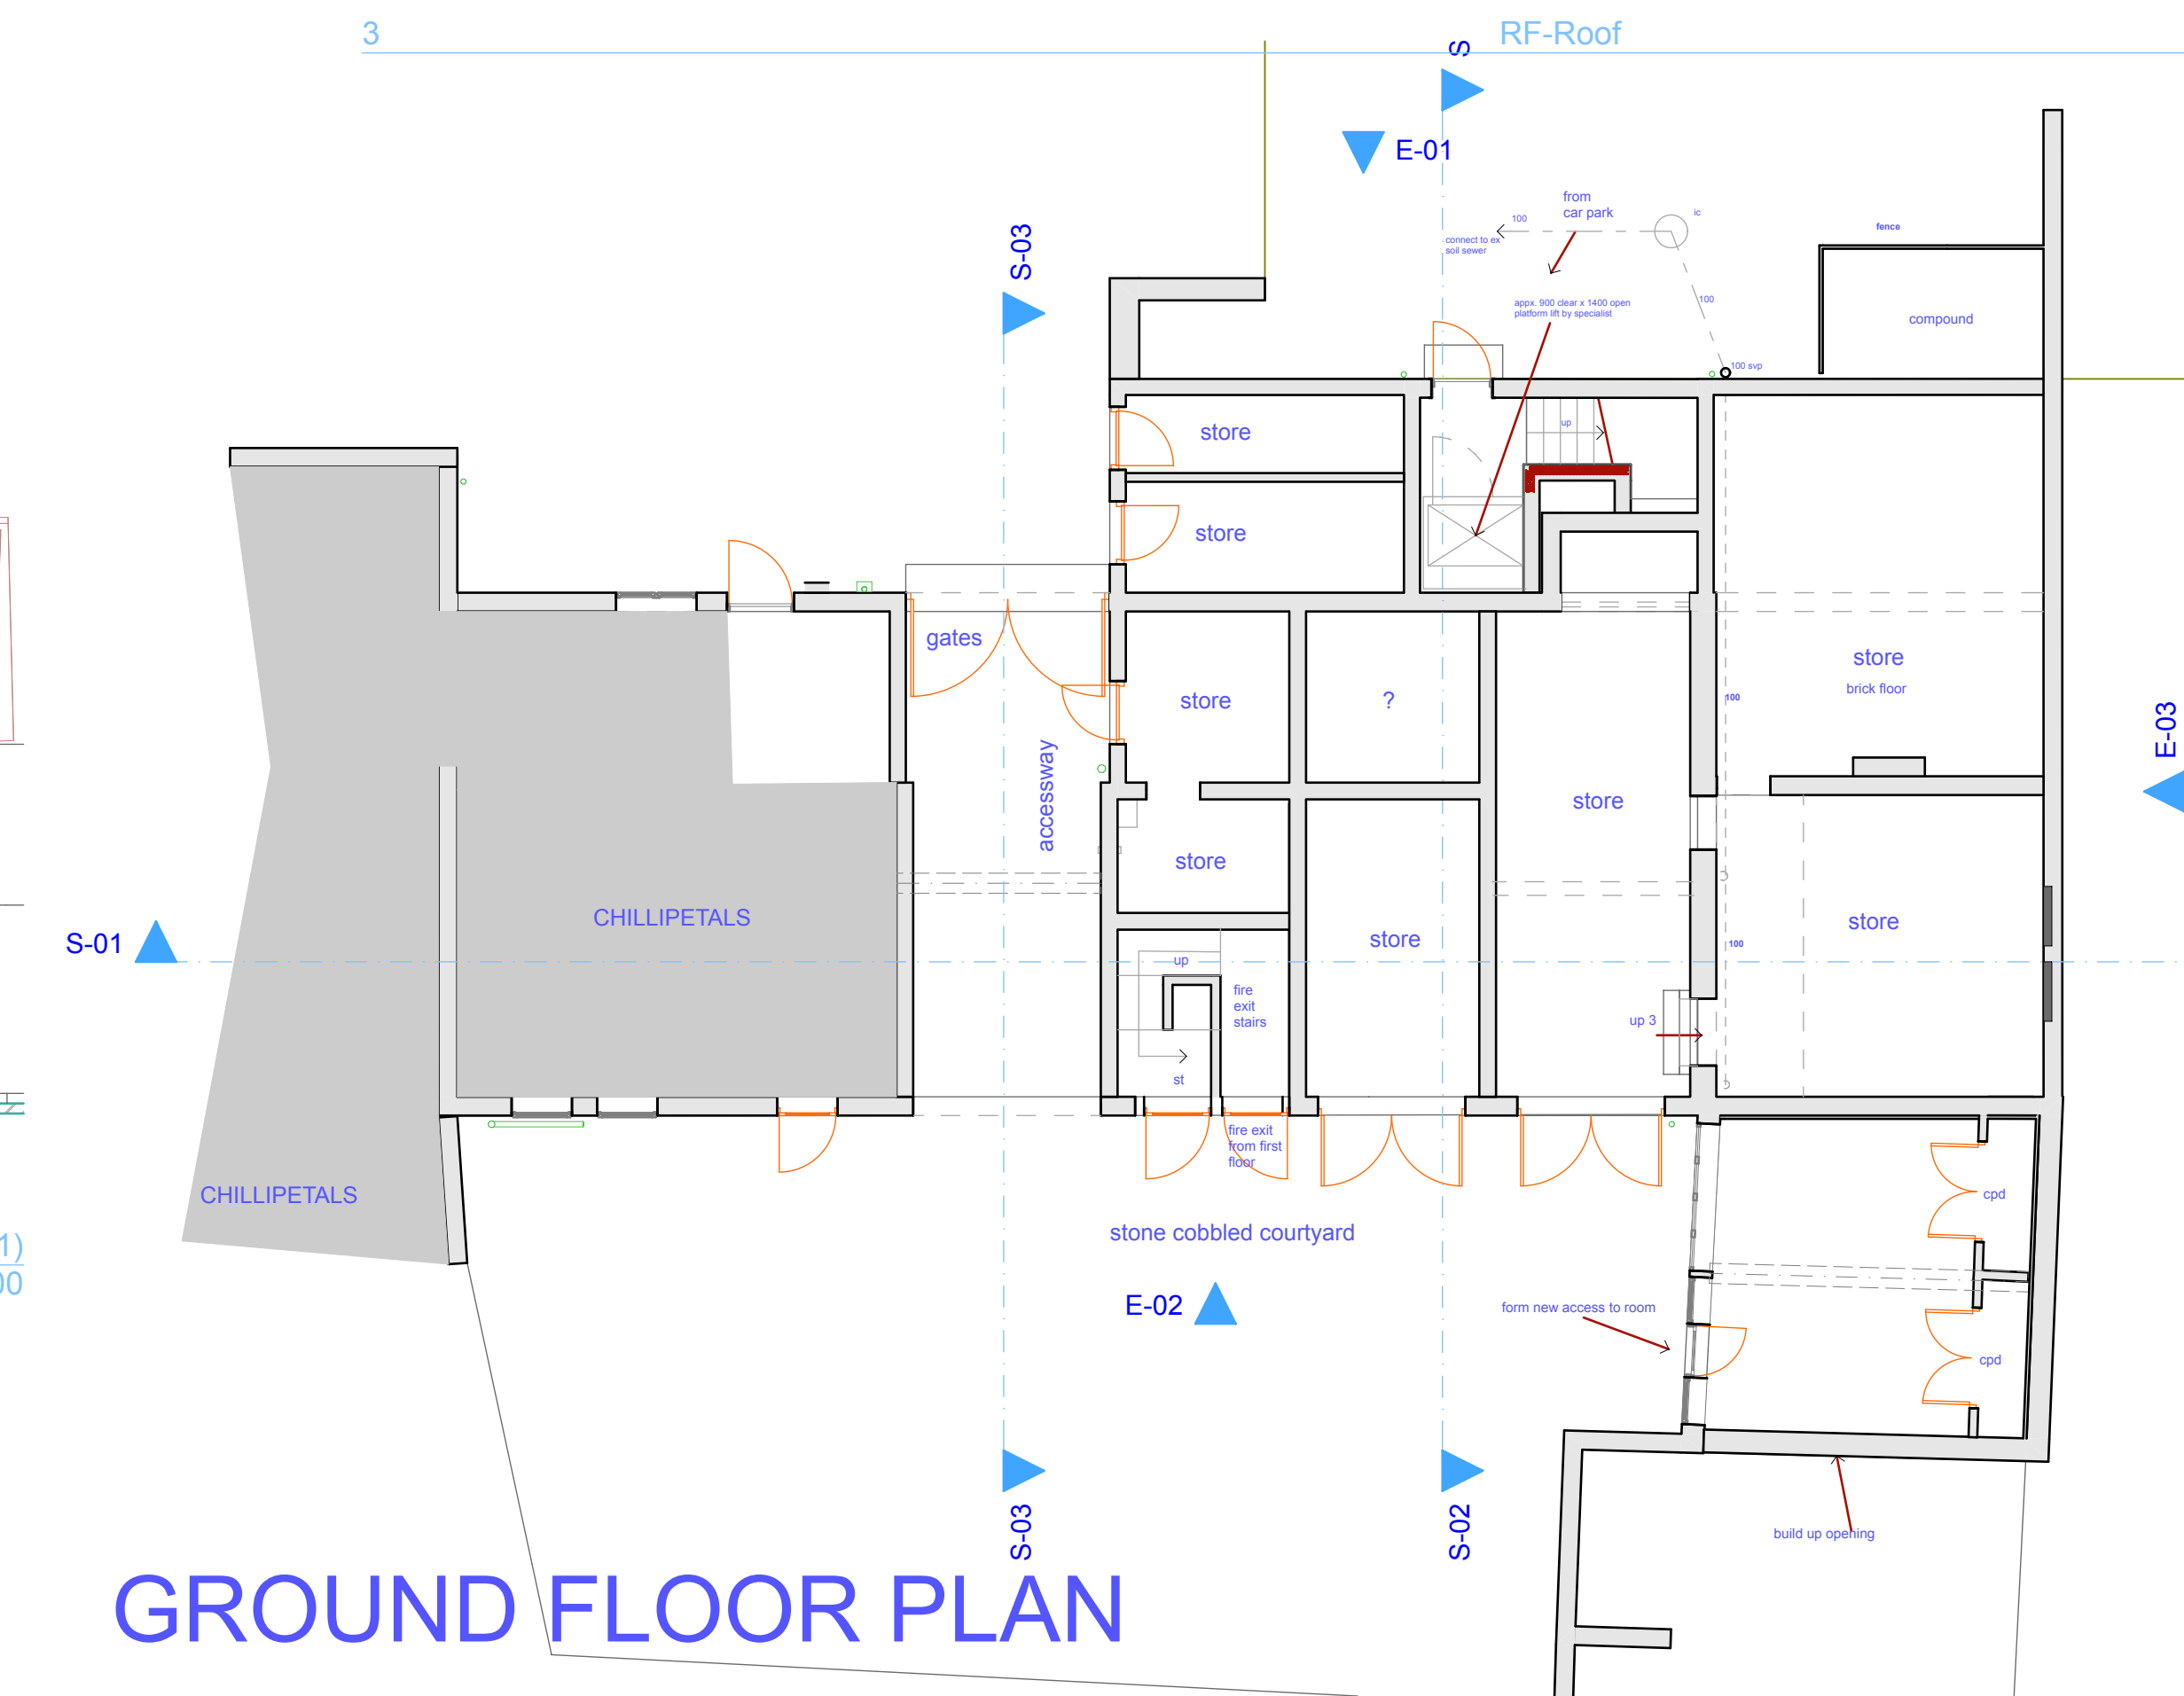 3
RF-Roof
S
E-01
from
car park
100
ic
connect to ex
soil sewer
fence
S-03
100
appx. 900 clear x 1400 open
platform lift by specialist
compound
100 svp
up
store
store
gates
store
?
store
brick floor
100
E-03
accessway
store
store
CHILLIPETALS
store
store
100
S-01
up
fire
exit
stairs
up 3
st
fire exit
from first
floor
CHILLIPETALS
cpd
stone cobbled courtyard
1)
00
E-02
form new access to room
cpd
S-03
S-02
build up opening
GROUND FLOOR PLAN